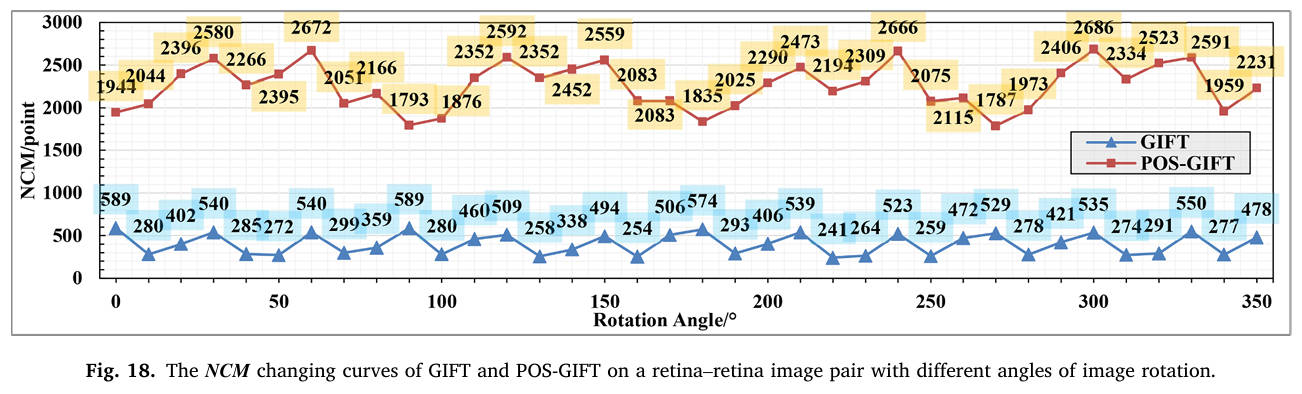 3000
2500
2000
1500
1000
500
0
NCM/point
1944 2044 2396 2580 2266 2395 2672 2051 2166 1793 1876 2352 2592 2352 2452 2559 2083 2083 1835 2025 2290 2473 2194 2309 2666 2075 2115 1787 1973 2406 2686 2334 2523 2591 1959 2231
GIFT
POS-GIFT
589 280 402 540 285 272 540 299 359 589 280 460 509 258 338 494 254 506 574 293 406 539 241 264 523 259 472 529 278 421 535 274 291 550 277 478
0 50 100 150 200 250 300 350
Rotation Angle/°
Fig. 18. The NCM changing curves of GIFT and POS-GIFT on a retina–retina image pair with different angles of image rotation.